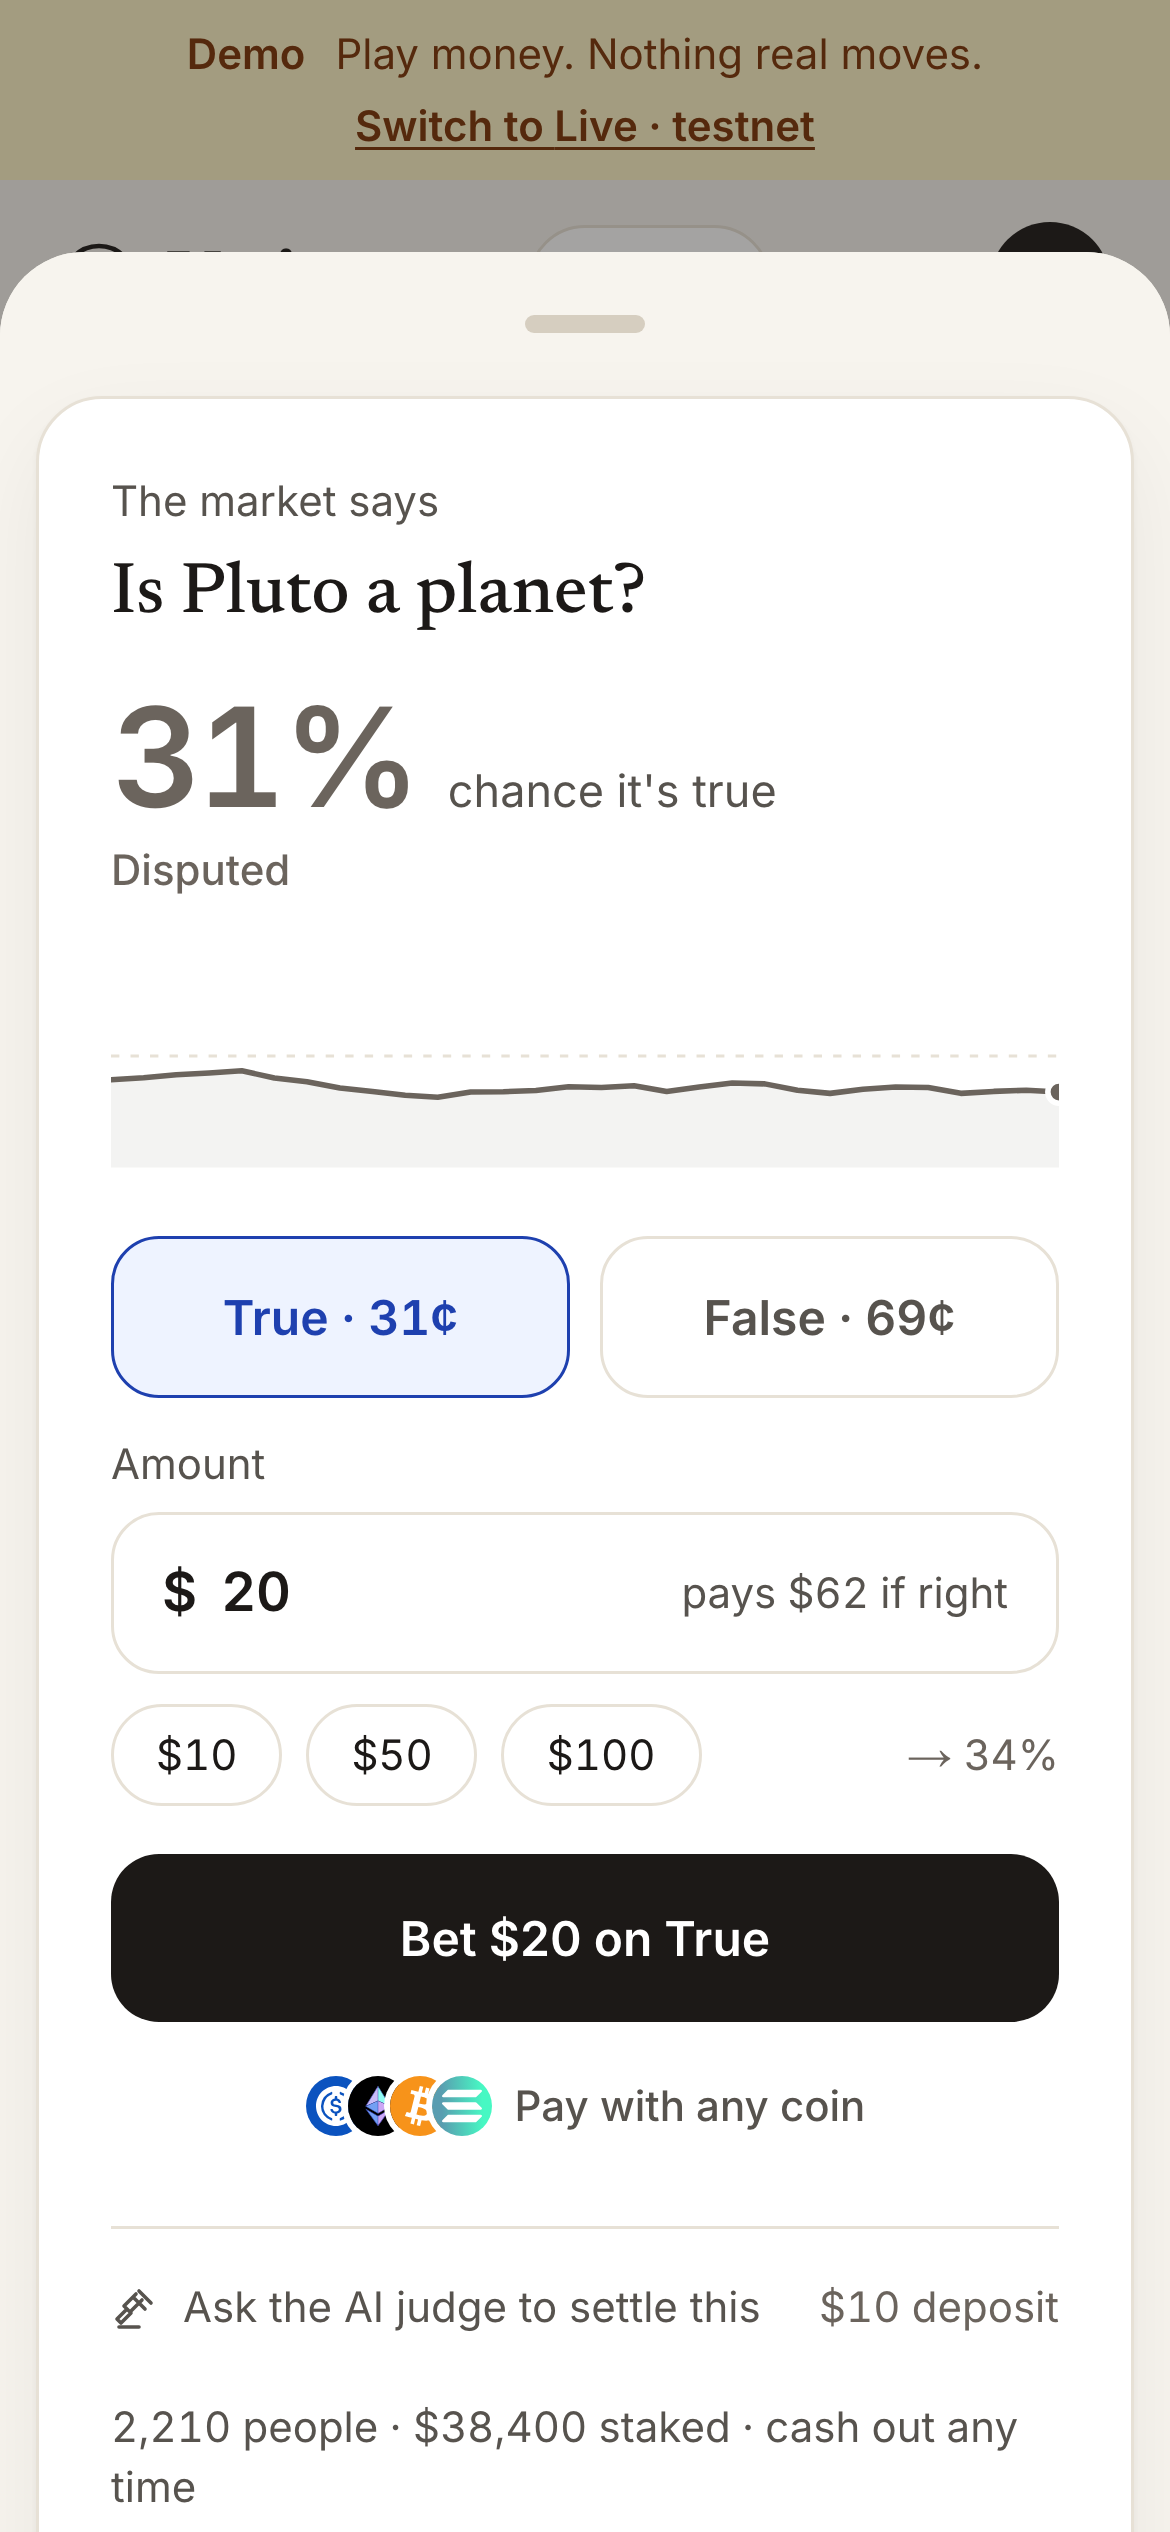 Demo Play money. Nothing real moves.
Switch to Live · testnet
The market says
Is Pluto a planet?
31% chance it's true
Disputed
True · 31¢
False · 69¢
Amount
$ 20 pays $62 if right
$10 $50 $100 → 34%
Bet $20 on True
Pay with any coin
Ask the AI judge to settle this $10 deposit
2,210 people · $38,400 staked · cash out any
time